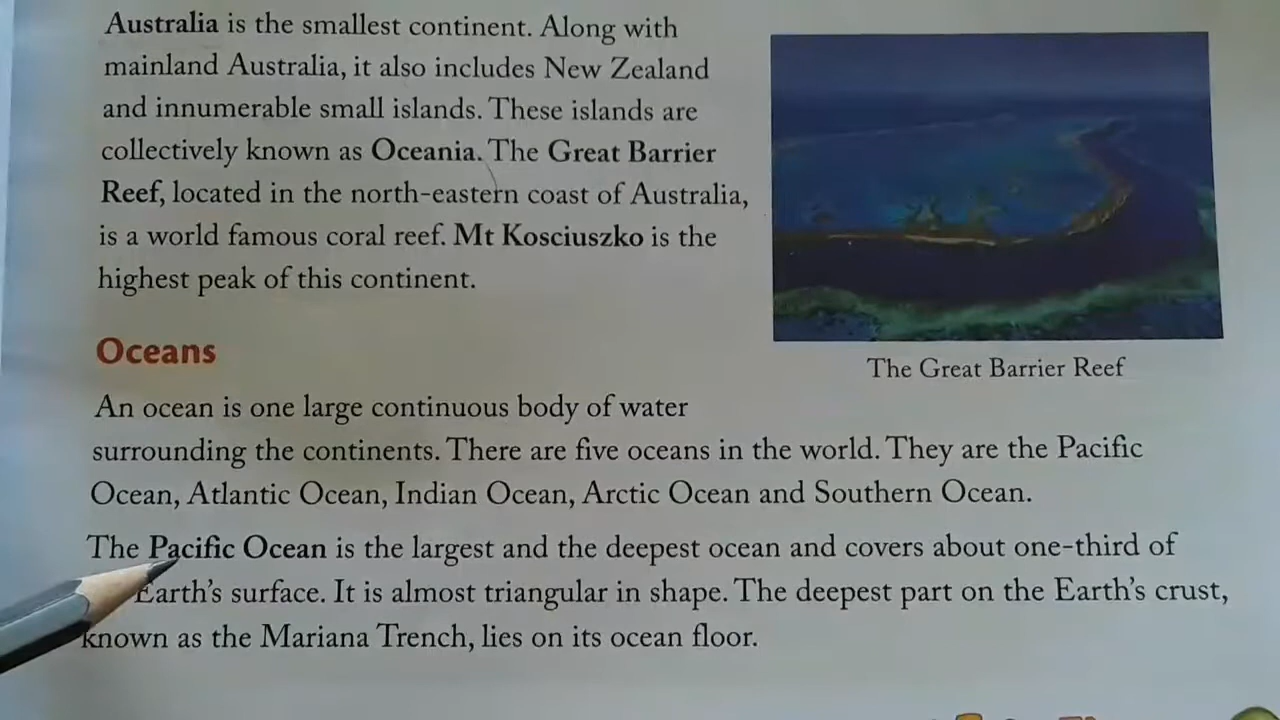 Australia is the smallest continent. Along with
mainland Australia, it also includes New Zealand
and innumerable small islands. These islands are
collectively known as Oceania. The Great Barrier
Reef, located in the north-eastern coast of Australia,
is a world famous coral reef. Mt Kosciuszko is the
highest peak of this continent.
The Great Barrier Reef
Oceans
An ocean is one large continuous body of water
surrounding the continents. There are five oceans in the world. They are the Pacific
Ocean, Atlantic Ocean, Indian Ocean, Arctic Ocean and Southern Ocean.
The Pacific Ocean is the largest and the deepest ocean and covers about one-third of
Earth's surface. It is almost triangular in shape. The deepest part on the Earth's crust,
known as the Mariana Trench, lies on its ocean floor.